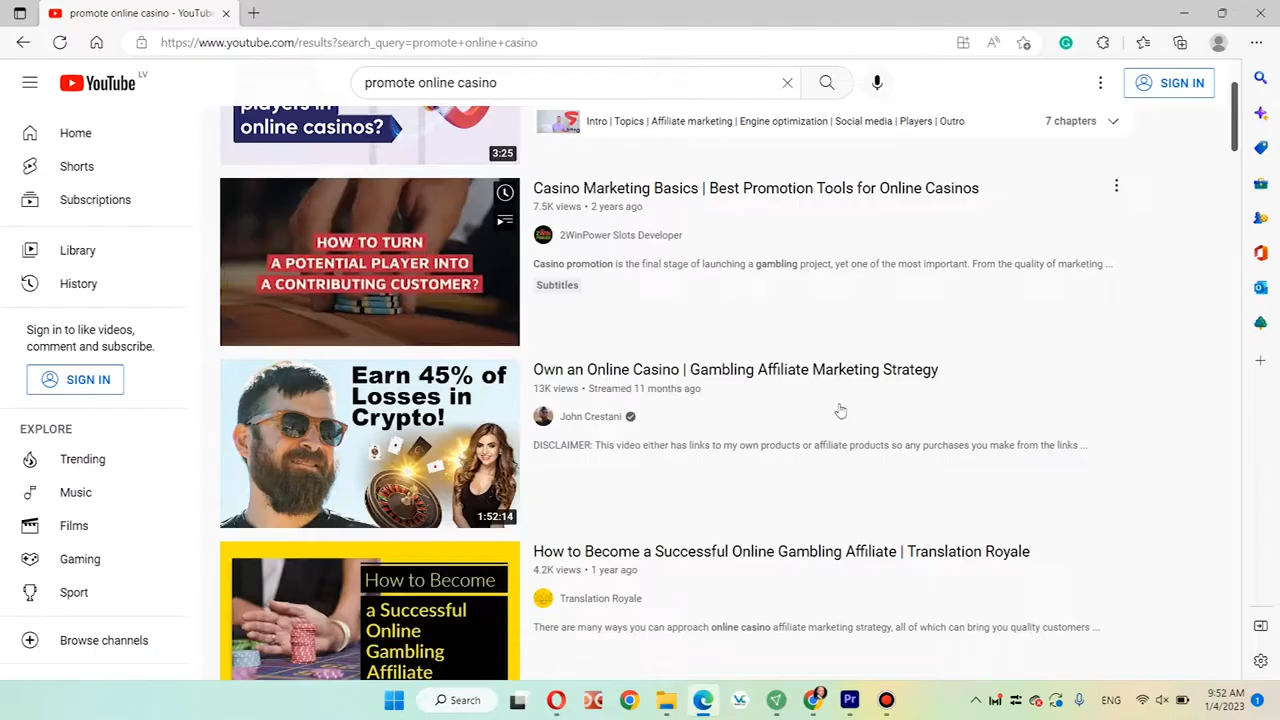 promote online casino - YouTube
https://www.youtube.com/results?search_query=promote+online+casino
YouTube LV
promote online casino
SIGN IN
Home
Shorts
Subscriptions
Library
History
Sign in to like videos,
comment and subscribe.
SIGN IN
EXPLORE
Trending
Music
Films
Gaming
Sport
Browse channels
players in
online casinos?
3:25
Intro | Topics | Affiliate marketing | Engine optimization | Social media | Players | Outro
7 chapters
HOW TO TURN
A POTENTIAL PLAYER INTO
A CONTRIBUTING CUSTOMER?
Casino Marketing Basics | Best Promotion Tools for Online Casinos
7.5K views • 2 years ago
2WinPower Slots Developer
Casino promotion is the final stage of launching a gambling project, yet one of the most important. From the quality of marketing ...
Subtitles
Earn 45% of
Losses in
Crypto!
1:52:14
Own an Online Casino | Gambling Affiliate Marketing Strategy
13K views • Streamed 11 months ago
John Crestani
DISCLAIMER: This video either has links to my own products or affiliate products so any purchases you make from the links ...
How to Become
a Successful
Online
Gambling
Affiliate
How to Become a Successful Online Gambling Affiliate | Translation Royale
4.2K views • 1 year ago
Translation Royale
There are many ways you can approach online casino affiliate marketing strategy, all of which can bring you quality customers ...
Search
Pr
ENG
9:52 AM
1/4/2023
1